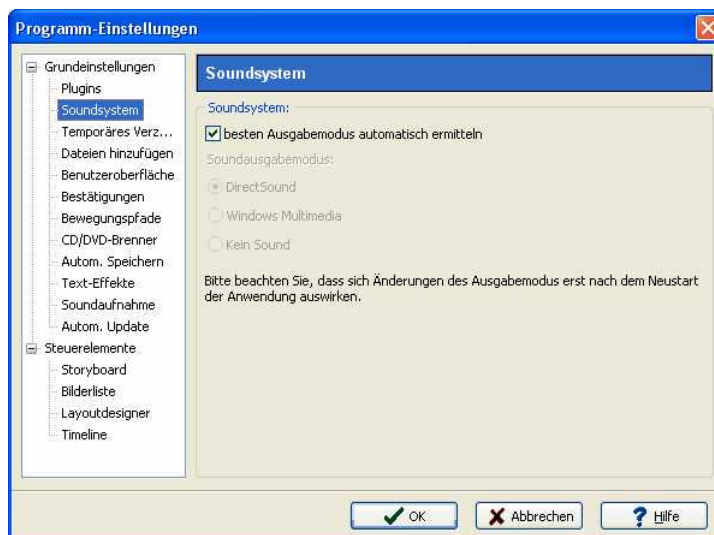 Programm-Einstellungen
Grundeinstellungen
Plugins
Soundsystem
Temporäres Verz...
Dateien hinzufügen
Benutzeroberfläche
Bestätigungen
Bewegungspfade
CD/DVD-Brenner
Autom. Speichern
Text-Effekte
Soundaufnahme
Autom. Update
Steuerelemente
Storyboard
Bilderliste
Layoutdesigner
Timeline
Soundsystem
Soundsystem:
besten Ausgabemodus automatisch ermitteln
Soundausgabemodus:
DirectSound
Windows Multimedia
Kein Sound
Bitte beachten Sie, dass sich Änderungen des Ausgabemodus erst nach dem Neustart
der Anwendung auswirken.
OK
Abbrechen
Hilfe